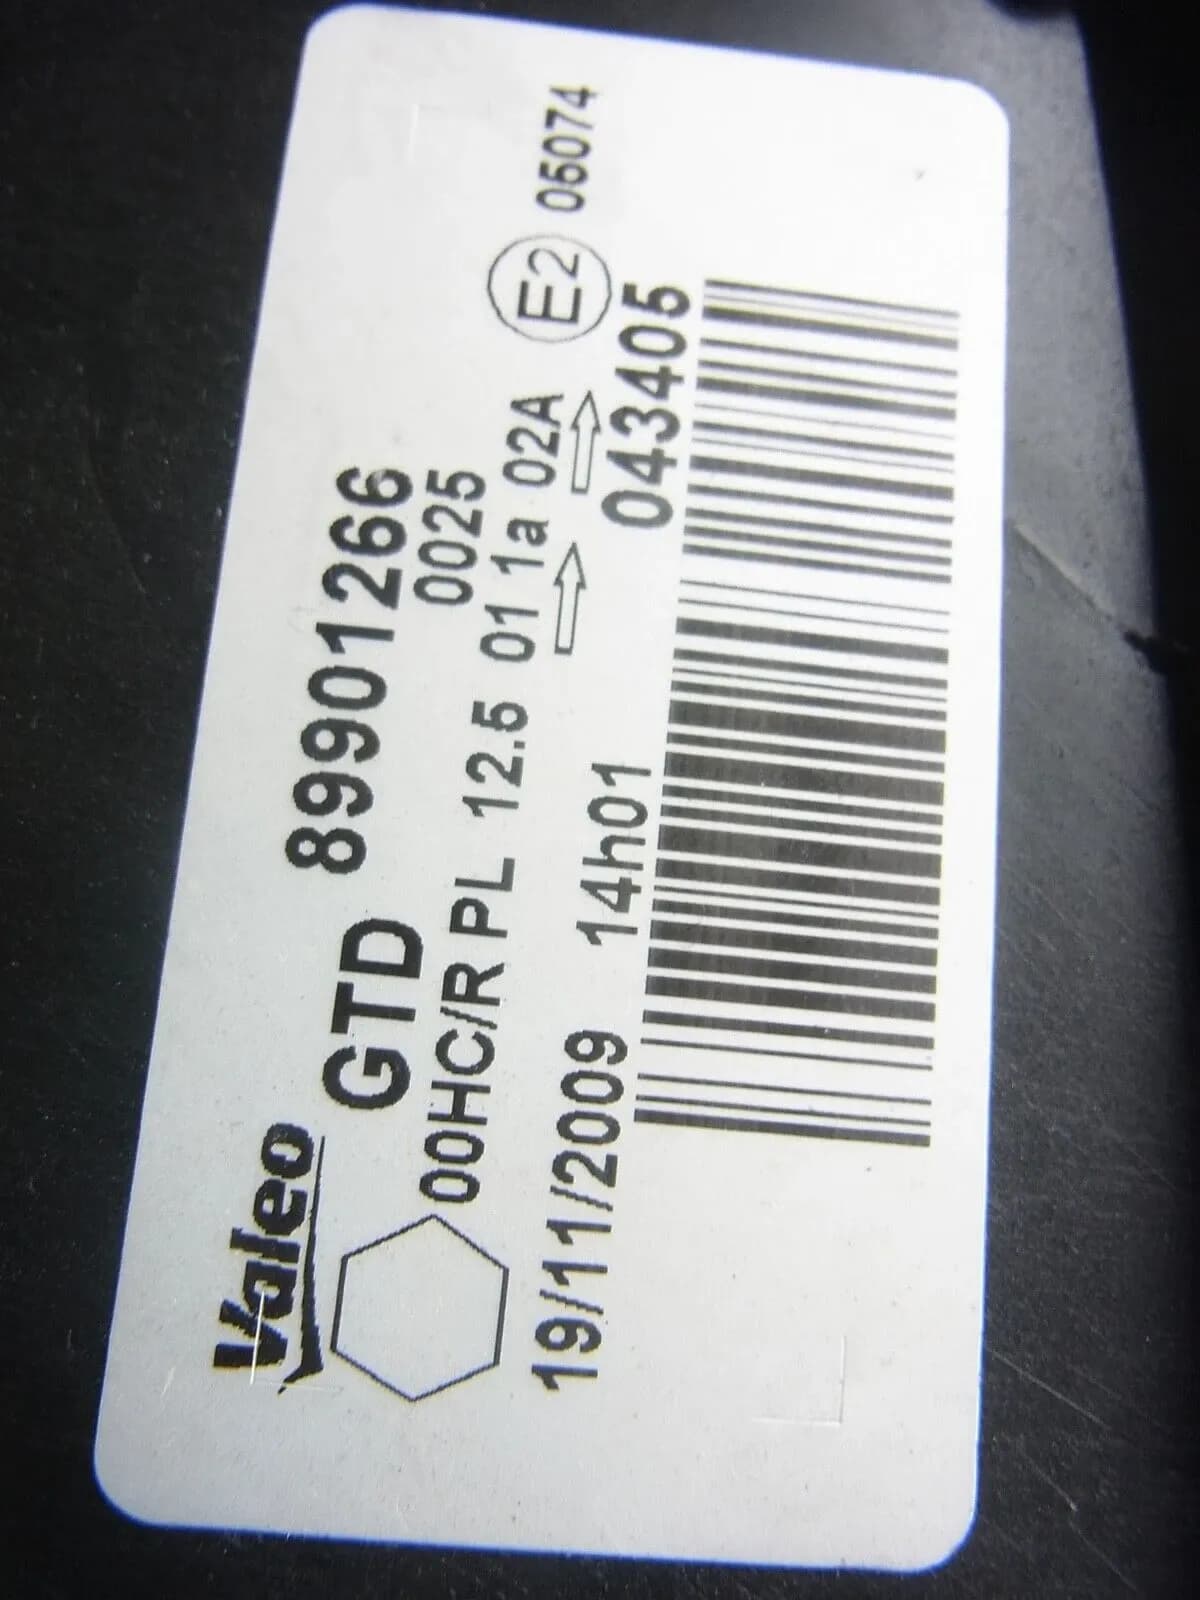 Valeo
GTD 89901266
0025
00HC/R PL 12.5 01 1a 02A E2 05074
→ →
19/11/2009 14h01 043405